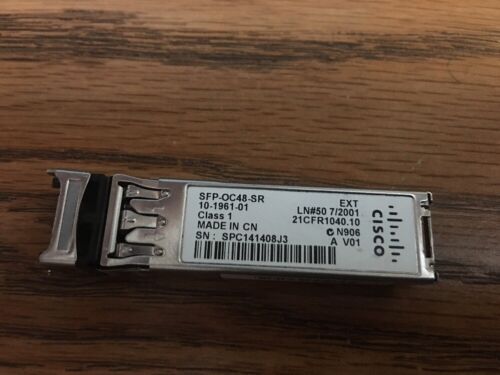 SFP-OC48-SR
10-1961-01
Class 1
MADE IN CN
SN : SPC141408J3
EXT
LN#50 7/2001
21CFR1040.10
N906
A V01
CISCO